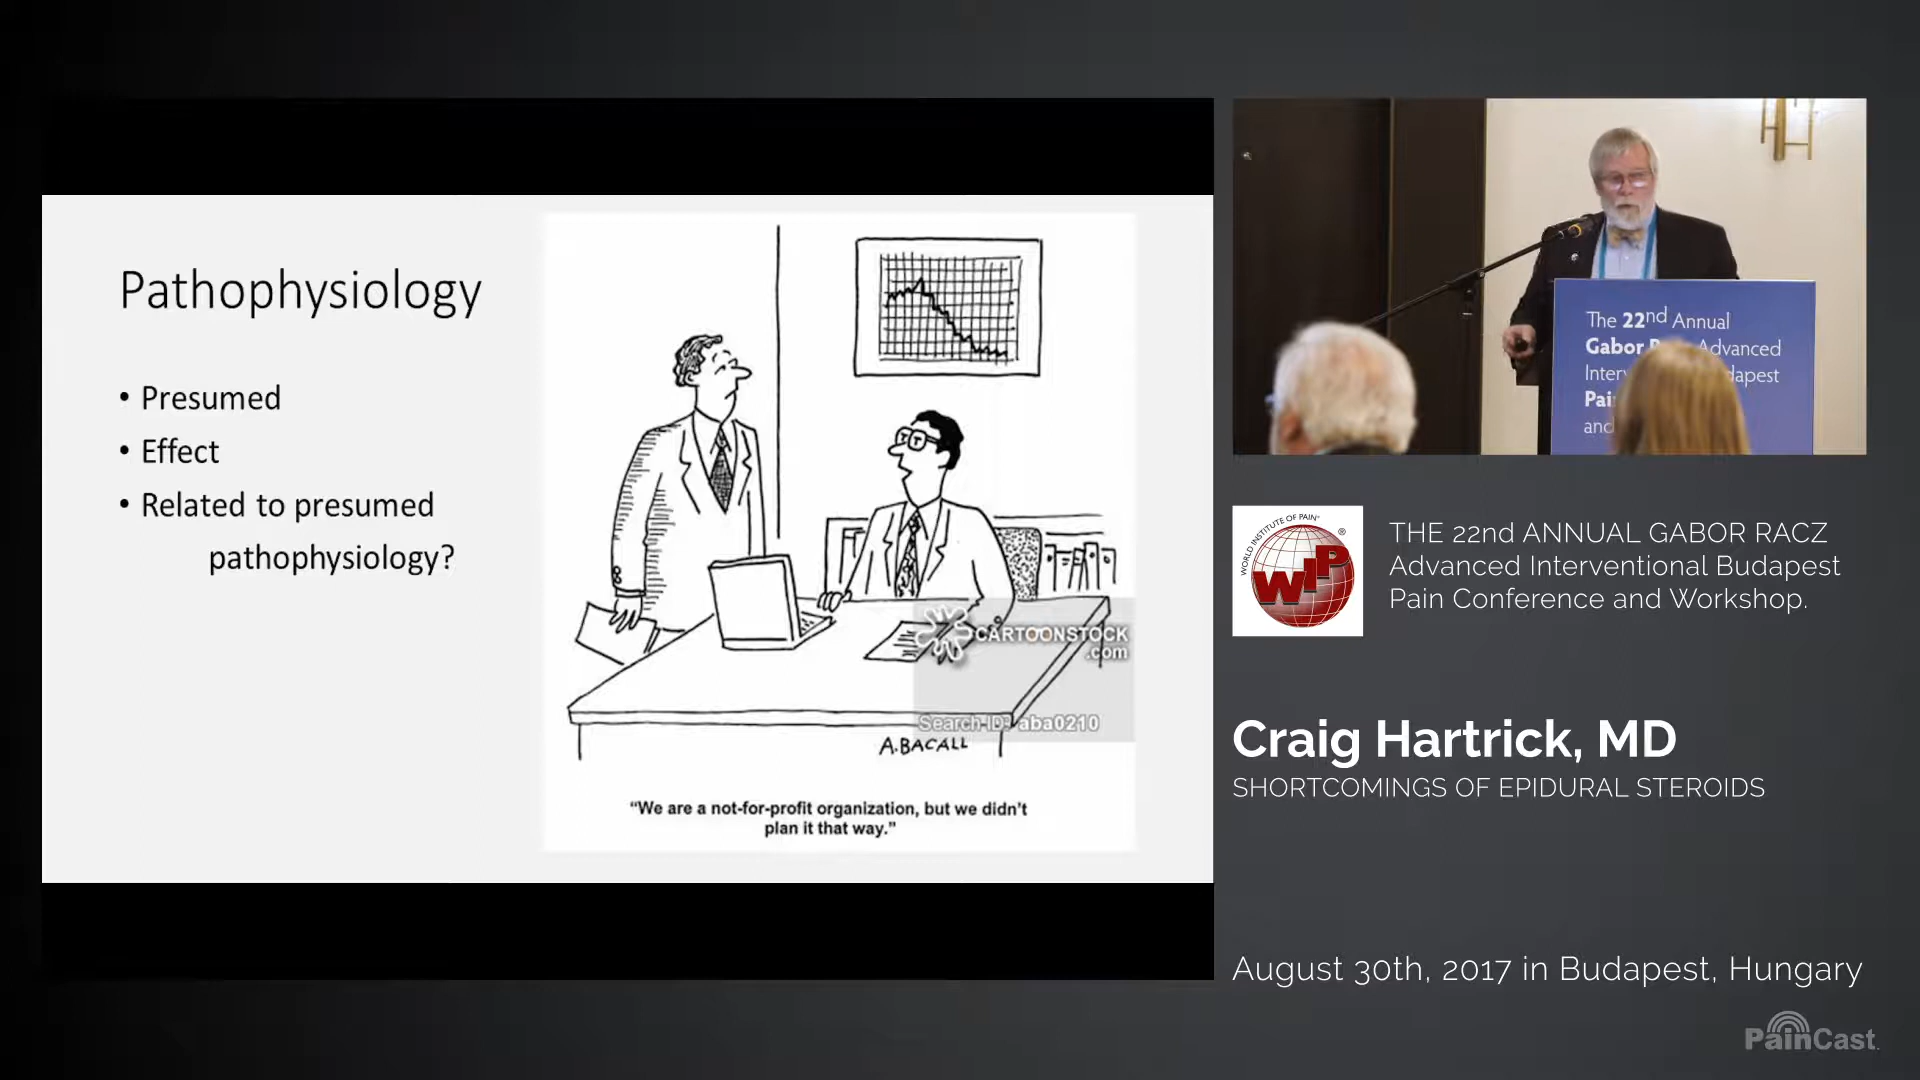 Pathophysiology
• Presumed
• Effect
• Related to presumed
pathophysiology?
CARTOONSTOCK
.com
Search ID: aba0210
A.BACALL
“We are a not-for-profit organization, but we didn’t
plan it that way.”
The 22nd Annual
Gabor Advanced
Inter dapest
Pai
and
WORLD INSTITUTE OF PAIN®
WIP
®
THE 22nd ANNUAL GABOR RACZ
Advanced Interventional Budapest
Pain Conference and Workshop.
Craig Hartrick, MD
SHORTCOMINGS OF EPIDURAL STEROIDS
August 30th, 2017 in Budapest, Hungary
PainCast.